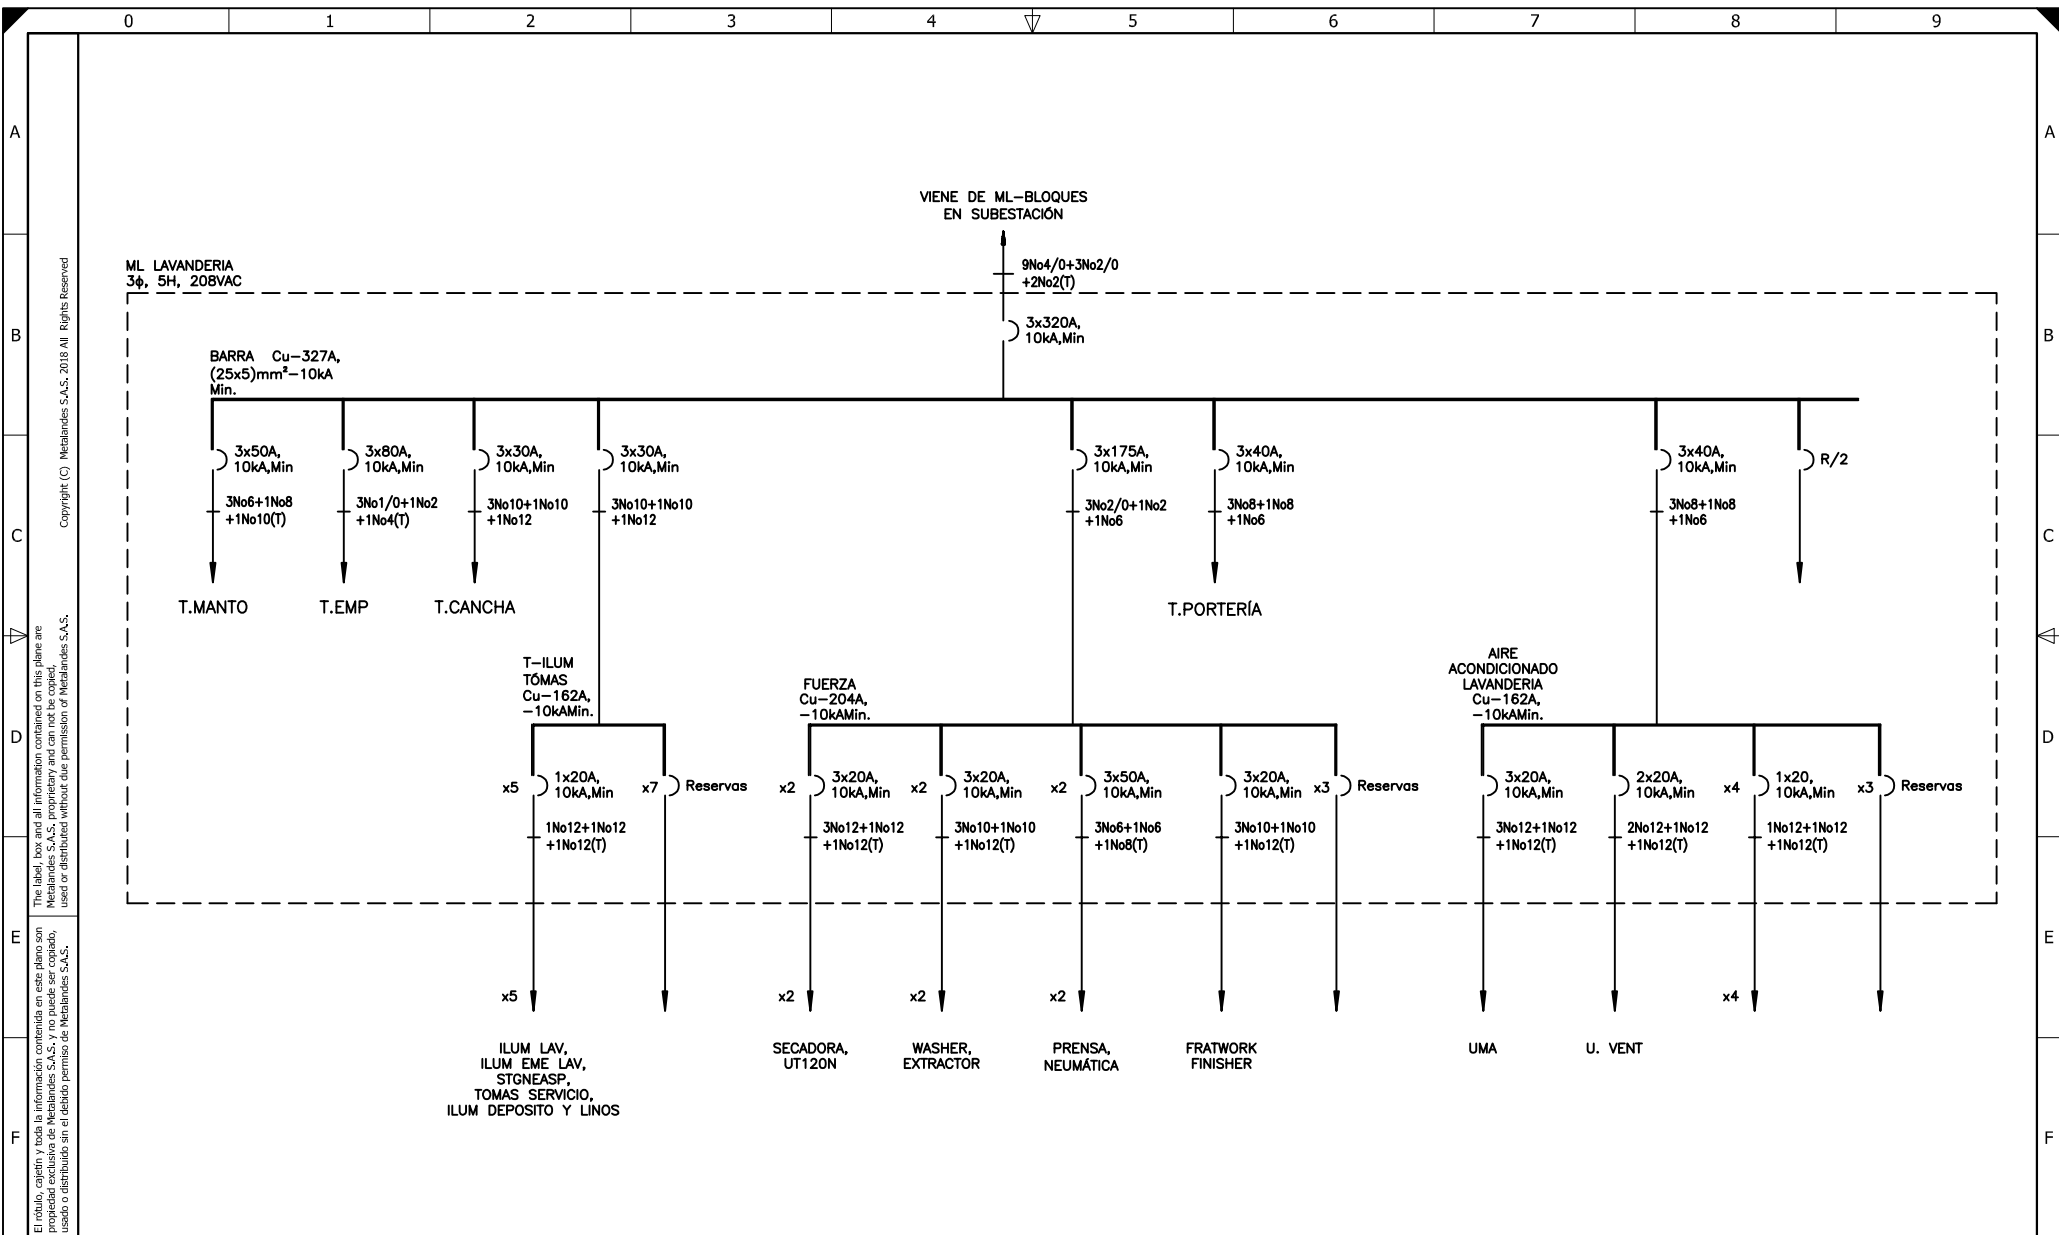 0 1 2 3 4 5 6 7 8 9
A
A
VIENE DE ML-BLOQUES
EN SUBESTACIÓN
ML LAVANDERIA
3ϕ, 5H, 208VAC
9No4/0+3No2/0
+2No2(T)
B
B
3x320A,
10kA,Min
BARRA Cu-327A,
(25x5)mm²-10kA
Min.
3x50A,
10kA,Min
3x80A,
10kA,Min
3x30A,
10kA,Min
3x30A,
10kA,Min
3x175A,
10kA,Min
3x40A,
10kA,Min
3x40A,
10kA,Min
R/2
3No6+1No8
+1No10(T)
3No1/0+1No2
+1No4(T)
3No10+1No10
+1No12
3No10+1No10
+1No12
3No2/0+1No2
+1No6
3No8+1No8
+1No6
3No8+1No8
+1No6
C
C
T.MANTO
T.EMP
T.CANCHA
T.PORTERÍA
T-ILUM
TÓMAS
Cu-162A,
-10kAMin.
FUERZA
Cu-204A,
-10kAMin.
AIRE
ACONDICIONADO
LAVANDERIA
Cu-162A,
-10kAMin.
D
D
x5
1x20A,
10kA,Min
x7
Reservas
x2
3x20A,
10kA,Min
x2
3x20A,
10kA,Min
x2
3x50A,
10kA,Min
3x20A,
10kA,Min
x3
Reservas
3x20A,
10kA,Min
2x20A,
10kA,Min
x4
1x20,
10kA,Min
x3
Reservas
1No12+1No12
+1No12(T)
3No12+1No12
+1No12(T)
3No10+1No10
+1No12(T)
3No6+1No6
+1No8(T)
3No10+1No10
+1No12(T)
3No12+1No12
+1No12(T)
2No12+1No12
+1No12(T)
1No12+1No12
+1No12(T)
E
E
x5
x2
x2
x2
x4
ILUM LAV,
ILUM EME LAV,
STGNEASP,
TOMAS SERVICIO,
ILUM DEPOSITO Y LINOS
SECADORA,
UT120N
WASHER,
EXTRACTOR
PRENSA,
NEUMÁTICA
FRATWORK
FINISHER
UMA
U. VENT
F
F
The label, box and all information contained on this plane are
Metalandes S.A.S. proprietary and can not be copied,
used or distributed without due permission of Metalandes S.A.S.
Copyright (C) Metalandes S.A.S. 2018 All Rights Reserved
El rótulo, cajetín y toda la información contenida en este plano son
propiedad exclusiva de Metalandes S.A.S. y no puede ser copiado,
usado o distribuido sin el debido permiso de Metalandes S.A.S.